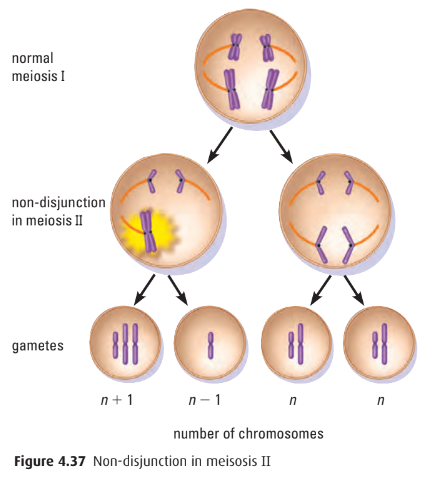 normal
meiosis I
non-disjunction
in meiosis II
gametes
n + 1
n − 1
n
n
number of chromosomes
Figure 4.37 Non-disjunction in meisosis II